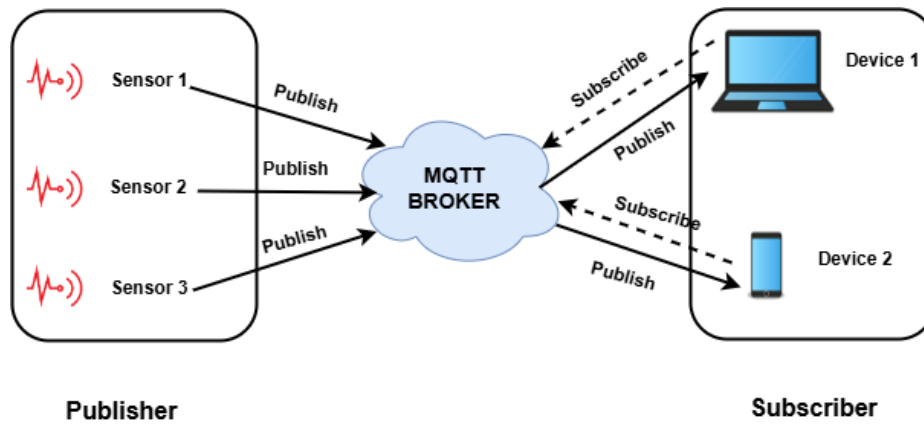 Sensor 1
Publish
Sensor 2
Publish
Sensor 3
Publish
MQTT
BROKER
Subscribe
Publish
Device 1
Subscribe
Publish
Device 2
Publisher
Subscriber